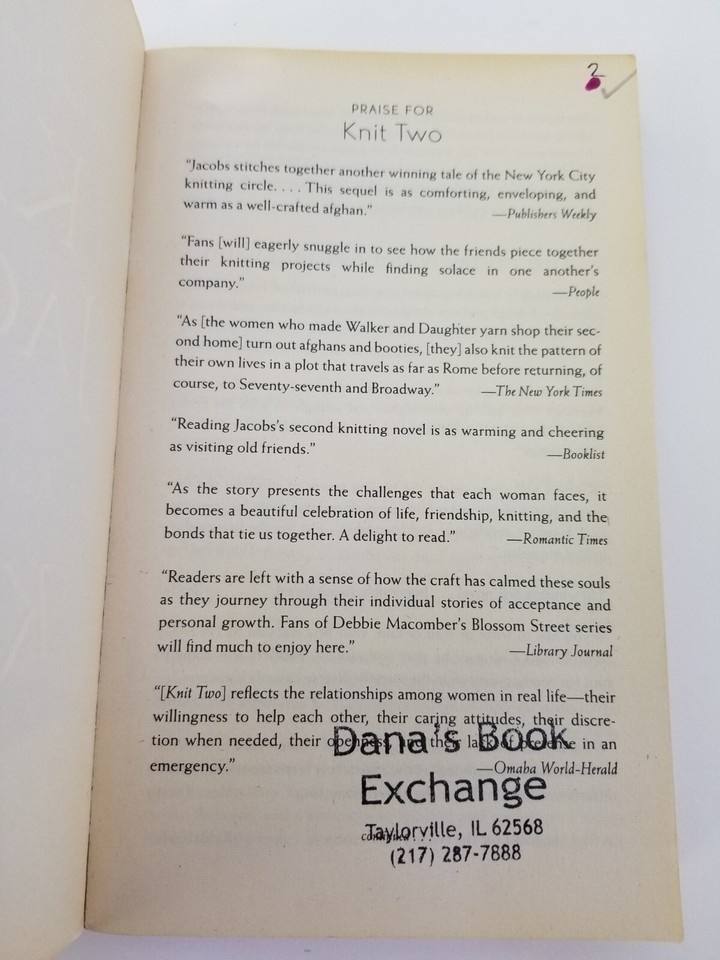 2
PRAISE FOR
Knit Two
“Jacobs stitches together another winning tale of the New York City
knitting circle. . . . This sequel is as comforting, enveloping, and
warm as a well-crafted afghan.” —Publishers Weekly
“Fans [will] eagerly snuggle in to see how the friends piece together
their knitting projects while finding solace in one another’s
company.” —People
“As [the women who made Walker and Daughter yarn shop their sec-
ond home] turn out afghans and booties, [they] also knit the pattern of
their own lives in a plot that travels as far as Rome before returning, of
course, to Seventy-seventh and Broadway.” —The New York Times
“Reading Jacobs’s second knitting novel is as warming and cheering
as visiting old friends.” —Booklist
“As the story presents the challenges that each woman faces, it
becomes a beautiful celebration of life, friendship, knitting, and the
bonds that tie us together. A delight to read.” —Romantic Times
“Readers are left with a sense of how the craft has calmed these souls
as they journey through their individual stories of acceptance and
personal growth. Fans of Debbie Macomber’s Blossom Street series
will find much to enjoy here.” —Library Journal
“[Knit Two] reflects the relationships among women in real life—their
willingness to help each other, their caring attitudes, their discre-
tion when needed, their openness, and their lack of pretense in an
emergency.” —Omaha World-Herald
Dana's Book
Exchange
Taylorville, IL 62568
(217) 287-7888